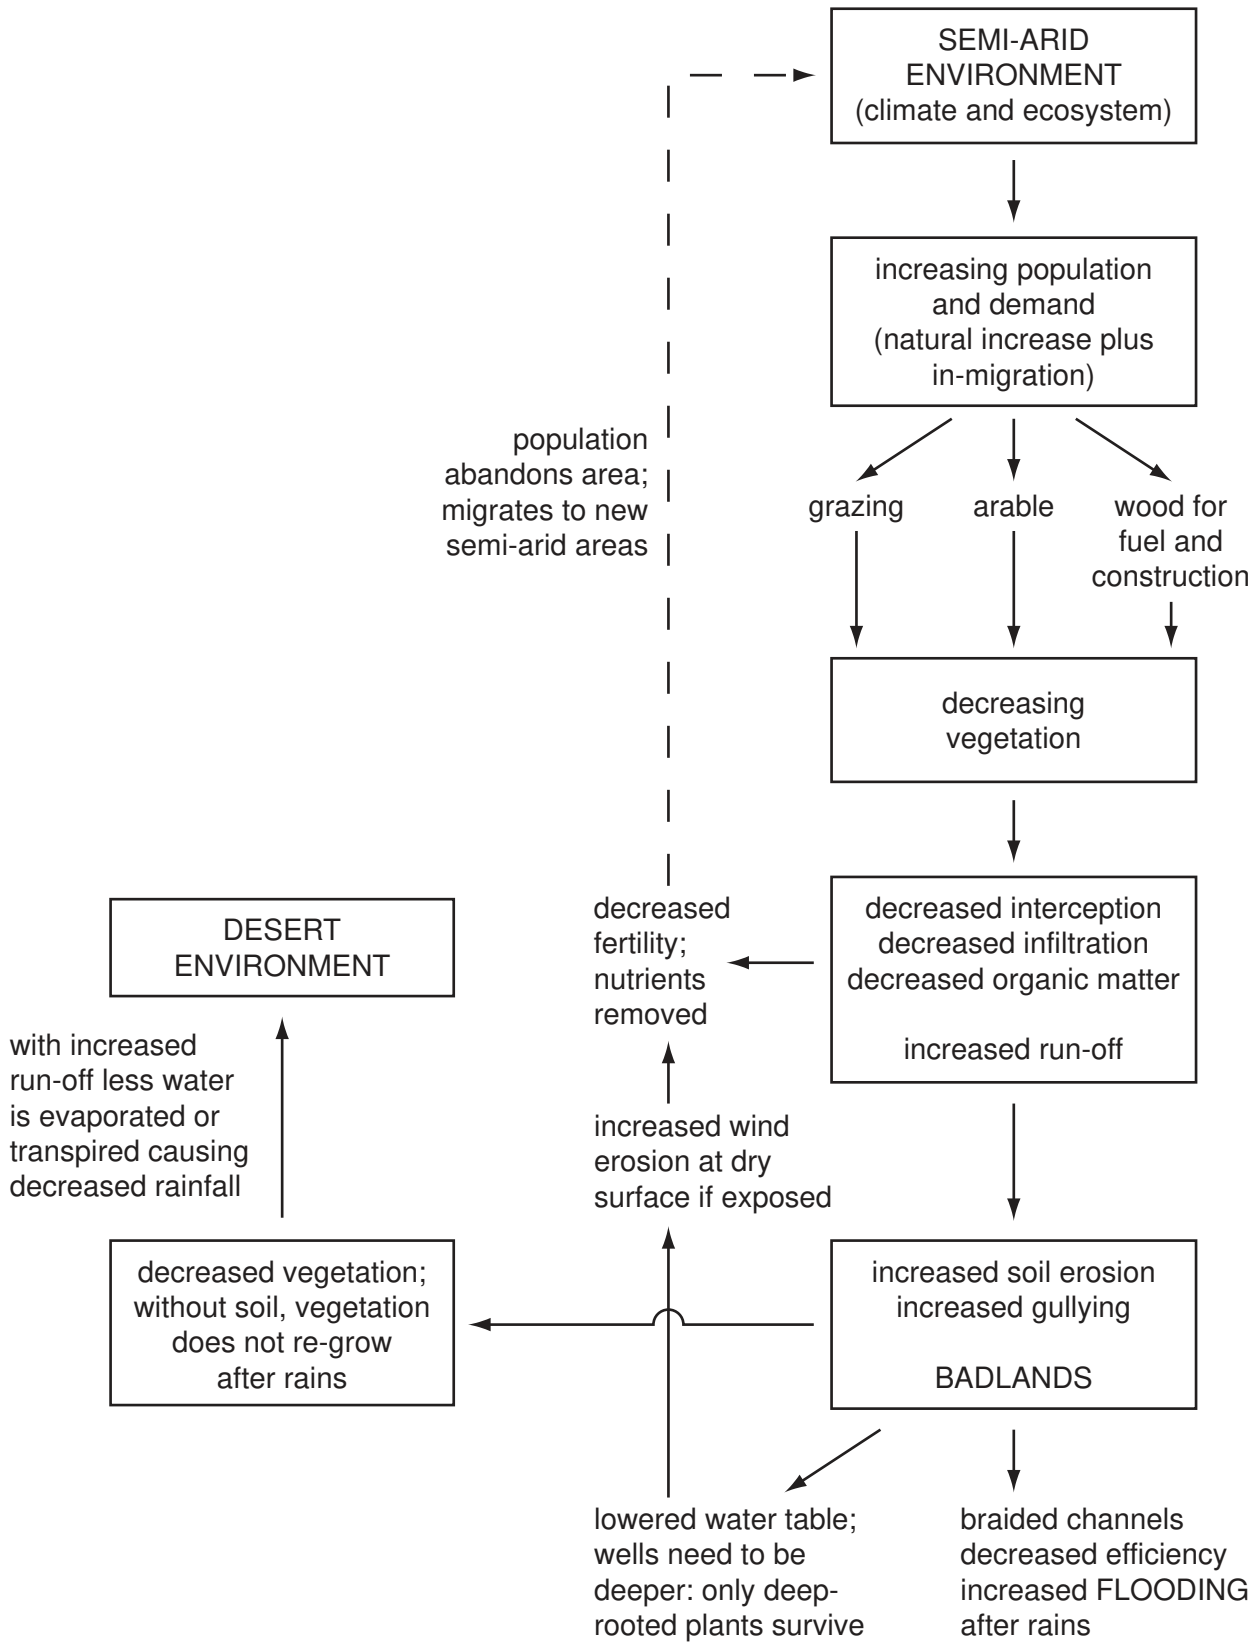 SEMI-ARID
ENVIRONMENT
(climate and ecosystem)
increasing population
and demand
(natural increase plus
in-migration)
population
abandons area;
migrates to new
semi-arid areas
grazing
arable
wood for
fuel and
construction
decreasing
vegetation
decreased interception
decreased infiltration
decreased organic matter
increased run-off
decreased
fertility;
nutrients
removed
DESERT
ENVIRONMENT
with increased
run-off less water
is evaporated or
transpired causing
decreased rainfall
increased wind
erosion at dry
surface if exposed
decreased vegetation;
without soil, vegetation
does not re-grow
after rains
increased soil erosion
increased gullying
BADLANDS
lowered water table;
wells need to be
deeper: only deep-
rooted plants survive
braided channels
decreased efficiency
increased FLOODING
after rains